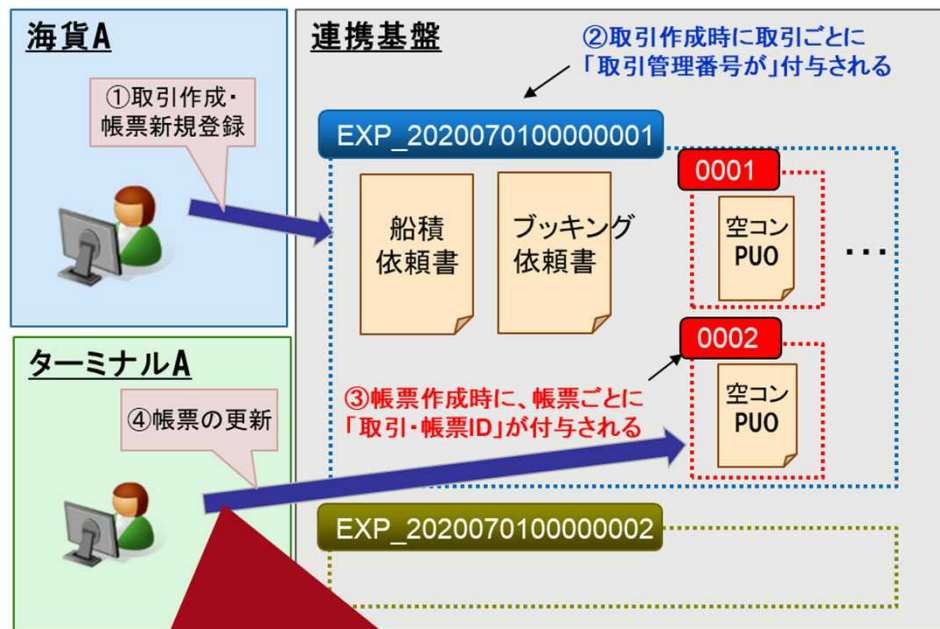 海貨A
①取引作成・
帳票新規登録
連携基盤
②取引作成時に取引ごとに
「取引管理番号が」付与される
EXP_2020070100000001
船積
依頼書
ブッキング
依頼書
0001
空コン
PUO
...
0002
空コン
PUO
③帳票作成時に、帳票ごとに
「取引・帳票ID」が付与される
ターミナルA
④帳票の更新
EXP_2020070100000002